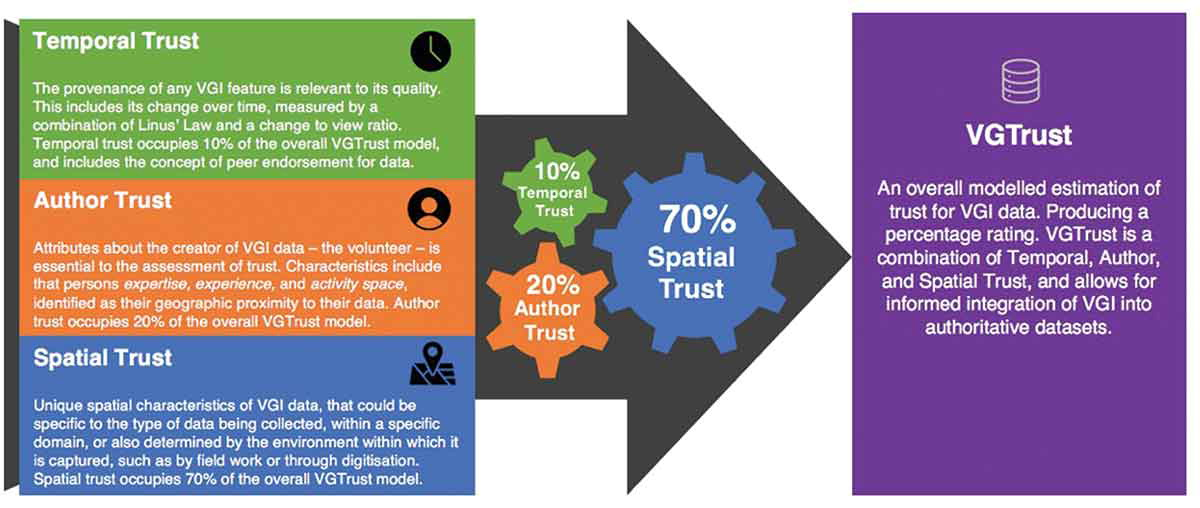 Temporal Trust
The provenance of any VGI feature is relevant to its quality.
This includes its change over time, measured by a
combination of Linus' Law and a change to view ratio.
Temporal trust occupies 10% of the overall VGTrust model,
and includes the concept of peer endorsement for data.
Author Trust
Attributes about the creator of VGI data – the volunteer – is
essential to the assessment of trust. Characteristics include
that persons expertise, experience, and activity space,
identified as their geographic proximity to their data. Author
trust occupies 20% of the overall VGTrust model.
Spatial Trust
Unique spatial characteristics of VGI data, that could be
specific to the type of data being collected, within a specific
domain, or also determined by the environment within which it
is captured, such as by field work or through digitisation.
Spatial trust occupies 70% of the overall VGTrust model.
10%
Temporal
Trust
20%
Author
Trust
70%
Spatial
Trust
VGTrust
An overall modelled estimation of
trust for VGI data. Producing a
percentage rating. VGTrust is a
combination of Temporal, Author,
and Spatial Trust, and allows for
informed integration of VGI into
authoritative datasets.